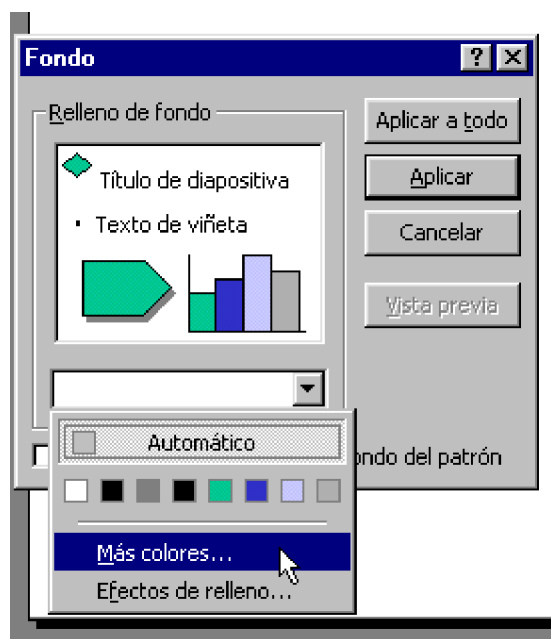 Fondo
Relleno de fondo
Título de diapositiva
Texto de viñeta
Aplicar a todo
Aplicar
Cancelar
Vista previa
Automático
del patrón
Más colores...
Efectos de relleno...